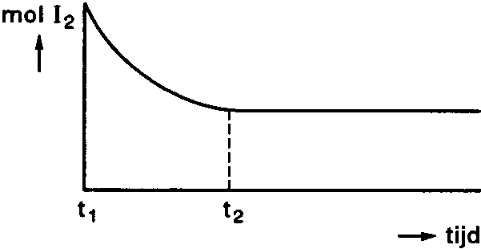 mol I₂
t₁
t₂
tijd